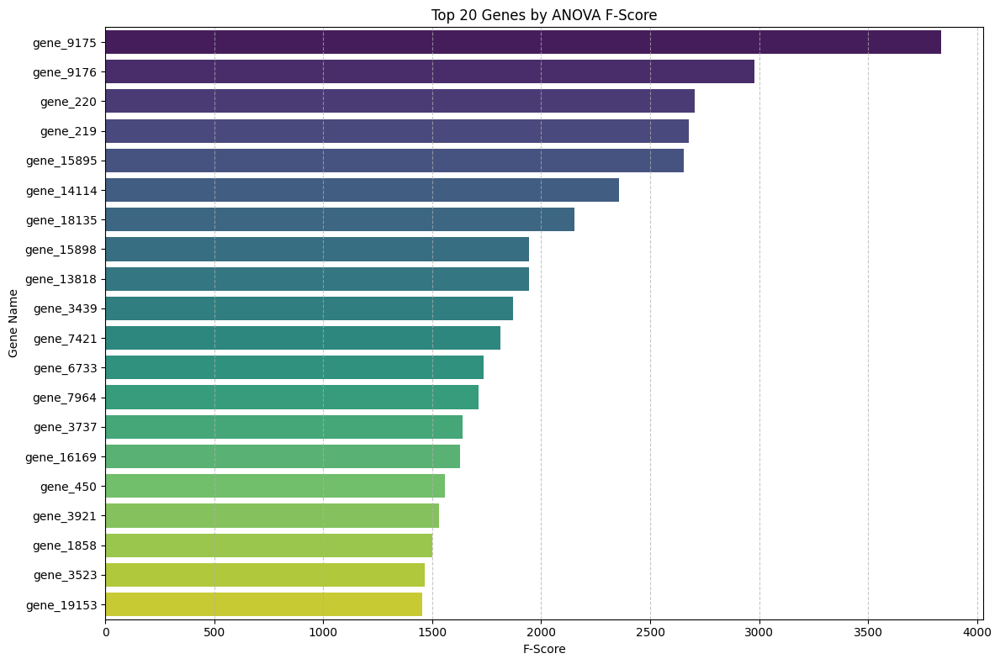 Top 20 Genes by ANOVA F-Score
Gene Name
gene_9175
gene_9176
gene_220
gene_219
gene_15895
gene_14114
gene_18135
gene_15898
gene_13818
gene_3439
gene_7421
gene_6733
gene_7964
gene_3737
gene_16169
gene_450
gene_3921
gene_1858
gene_3523
gene_19153
0 500 1000 1500 2000 2500 3000 3500 4000
F-Score